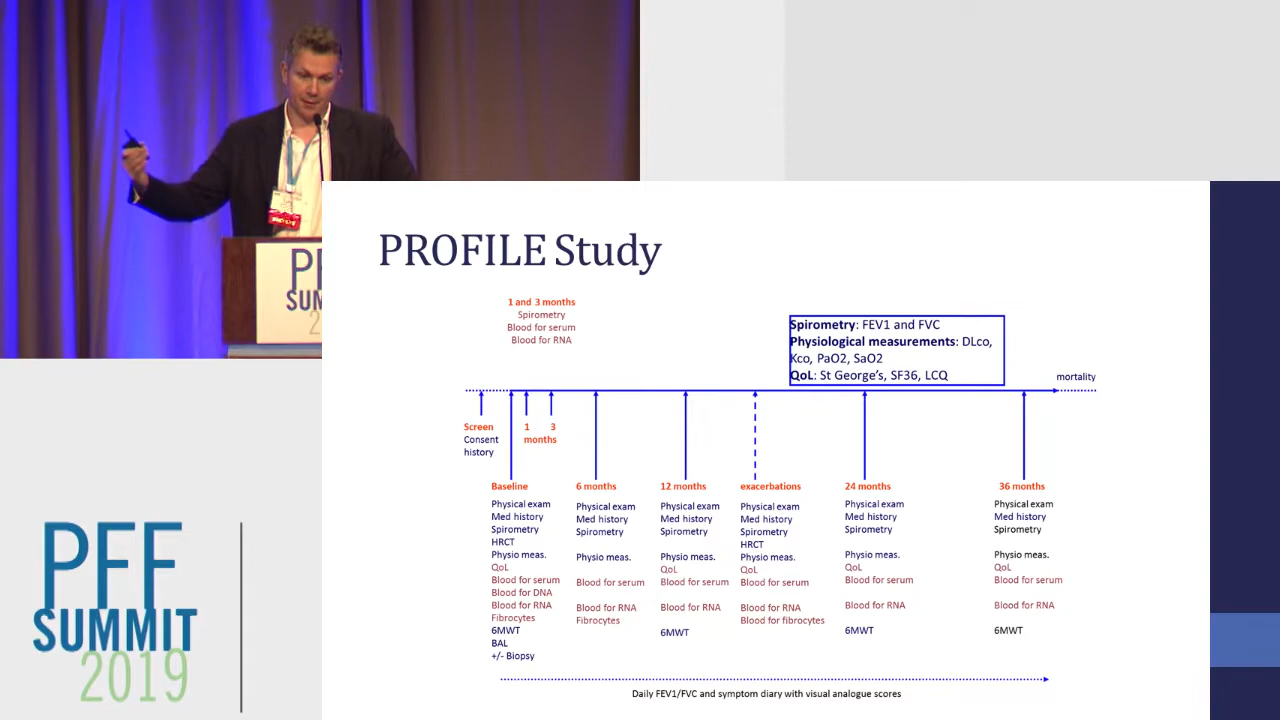 PF
SUM
2
PFF
SUMMIT
2019
PROFILE Study
1 and 3 months
Spirometry
Blood for serum
Blood for RNA
Spirometry: FEV1 and FVC
Physiological measurements: DLco,
Kco, PaO2, SaO2
QoL: St George's, SF36, LCQ
mortality
Screen
Consent
history
1 3
months
Baseline
Physical exam
Med history
Spirometry
HRCT
Physio meas.
QoL
Blood for serum
Blood for DNA
Blood for RNA
Fibrocytes
6MWT
BAL
+/- Biopsy
6 months
Physical exam
Med history
Spirometry
Physio meas.
Blood for serum
Blood for RNA
Fibrocytes
12 months
Physical exam
Med history
Spirometry
Physio meas.
QoL
Blood for serum
Blood for RNA
6MWT
exacerbations
Physical exam
Med history
Spirometry
HRCT
Physio meas.
QoL
Blood for serum
Blood for RNA
Blood for fibrocytes
24 months
Physical exam
Med history
Spirometry
Physio meas.
QoL
Blood for serum
Blood for RNA
6MWT
36 months
Physical exam
Med history
Spirometry
Physio meas.
QoL
Blood for serum
Blood for RNA
6MWT
Daily FEV1/FVC and symptom diary with visual analogue scores